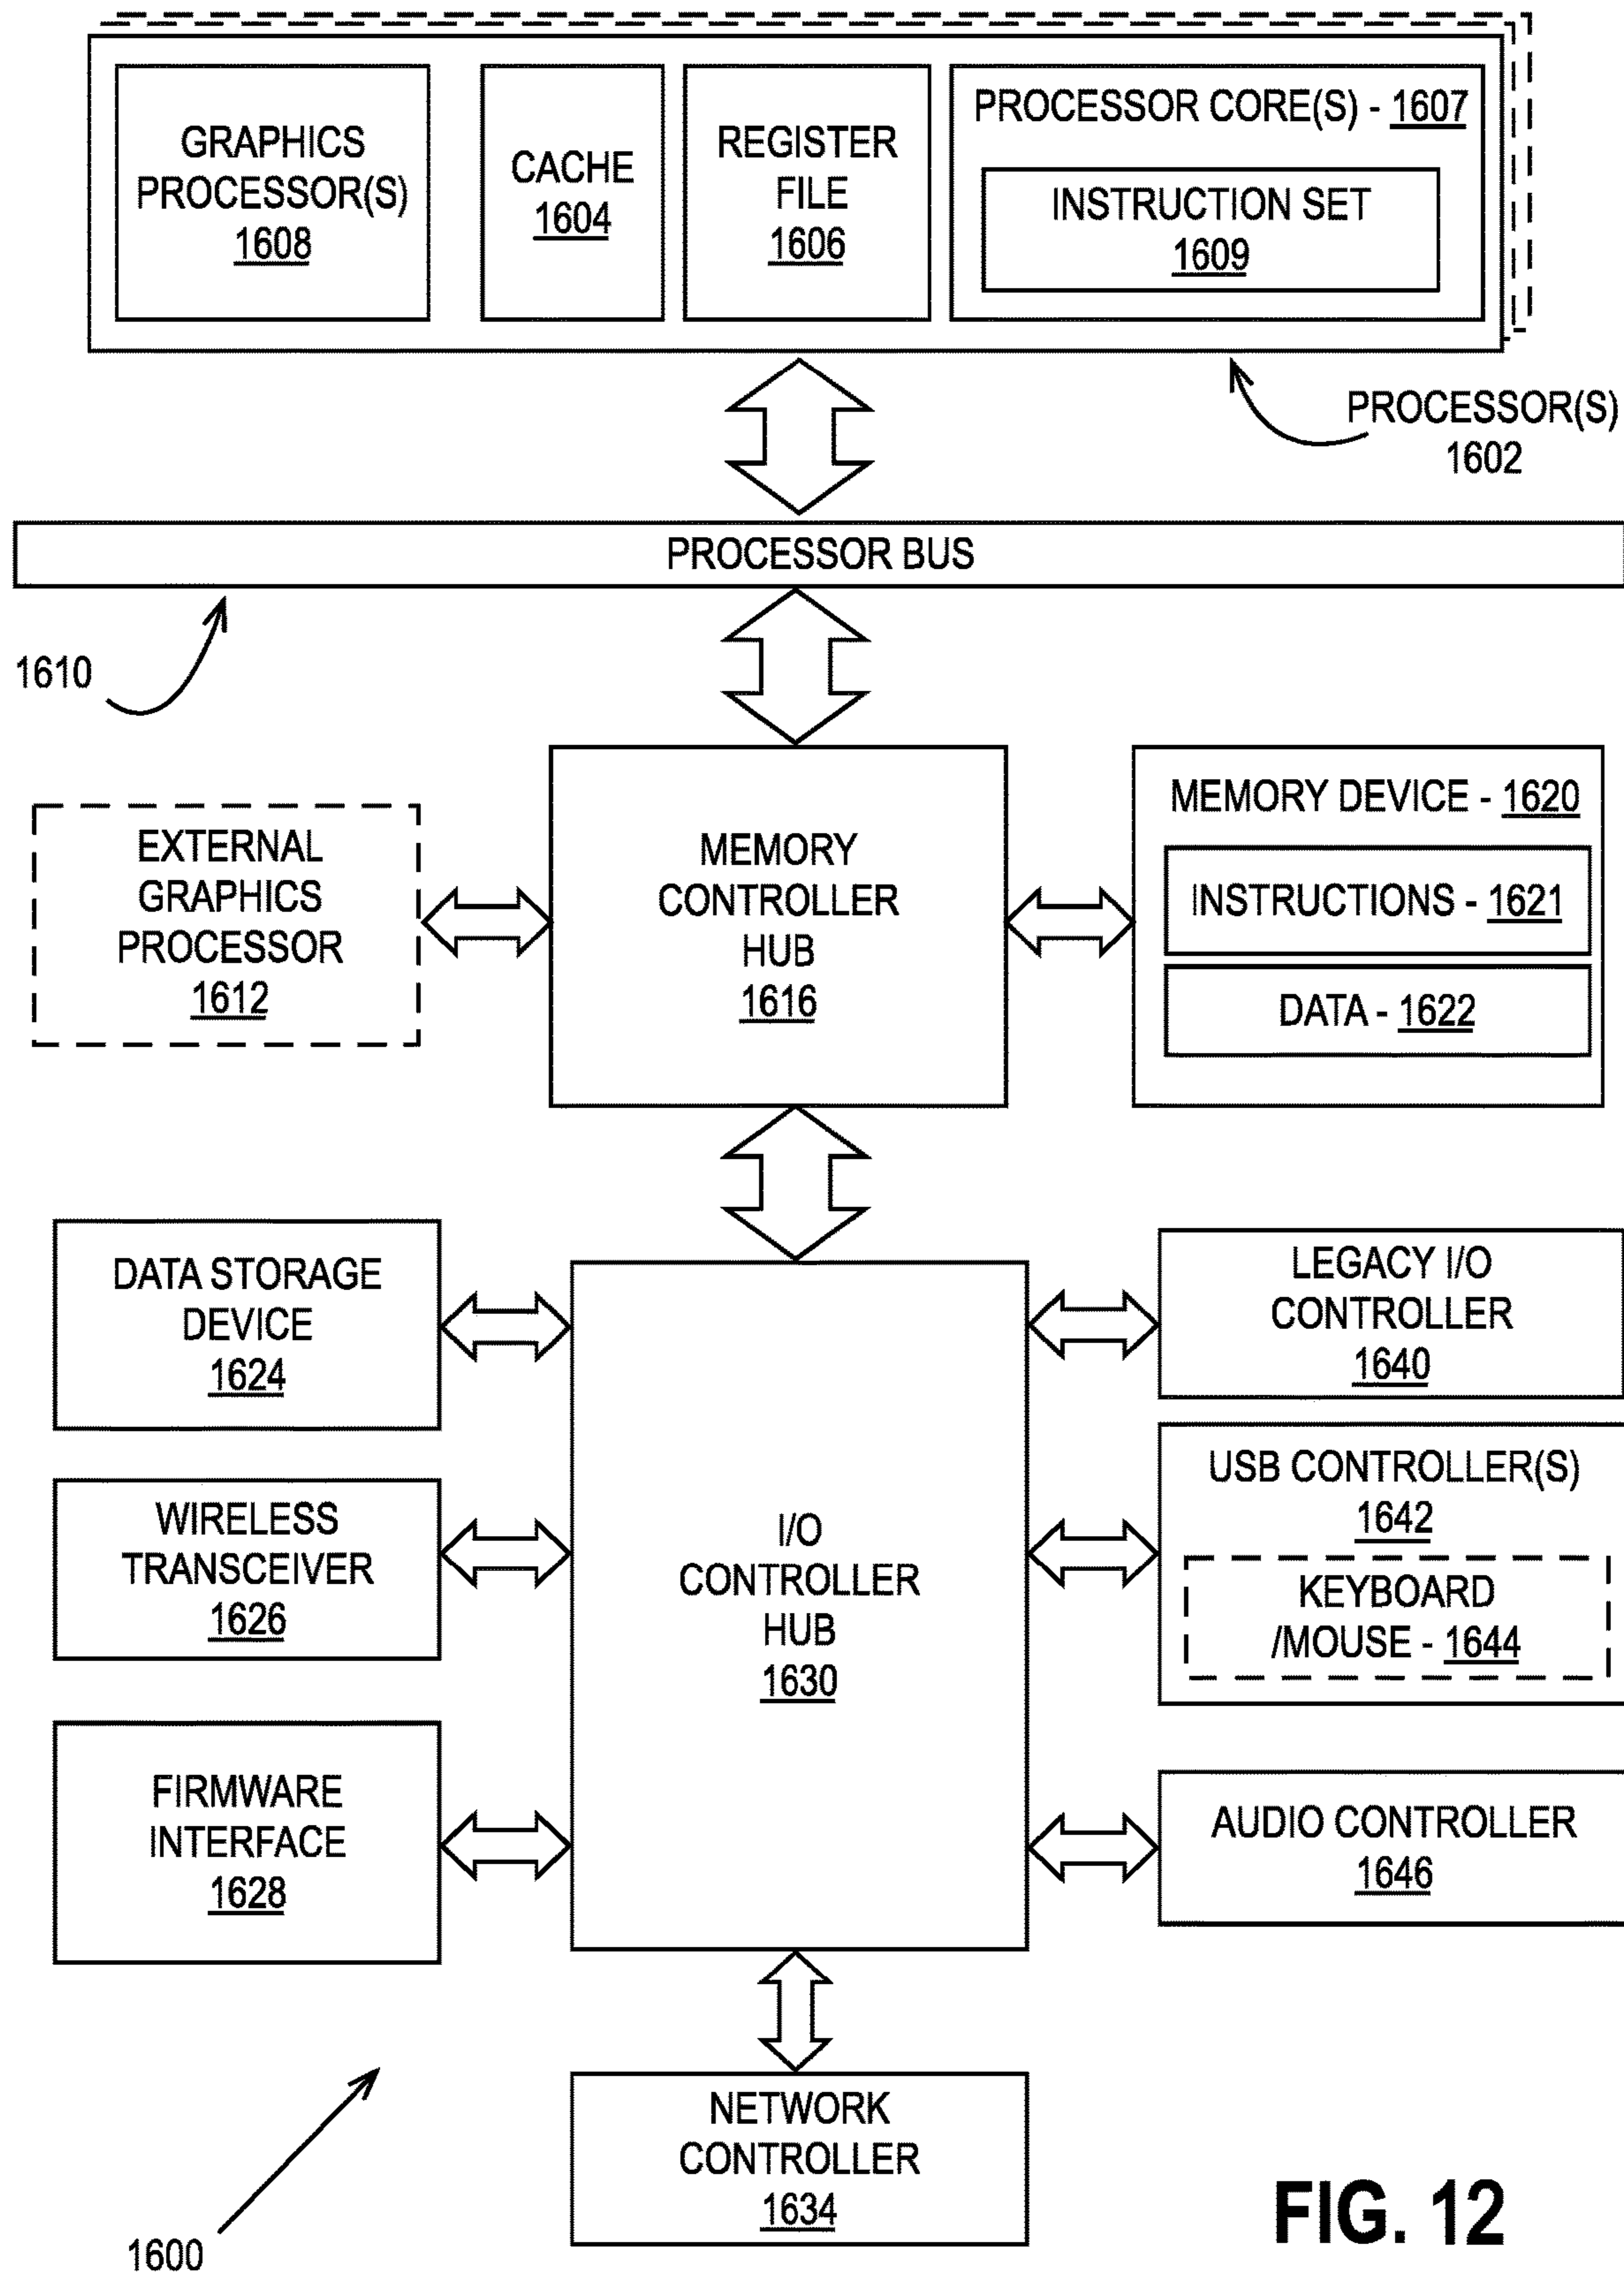 GRAPHICS
PROCESSOR(S)
1608
CACHE
1604
REGISTER
FILE
1606
PROCESSOR CORE(S) - 1607
INSTRUCTION SET
1609
PROCESSOR(S)
1602
PROCESSOR BUS
1610
EXTERNAL
GRAPHICS
PROCESSOR
1612
MEMORY
CONTROLLER
HUB
1616
MEMORY DEVICE - 1620
INSTRUCTIONS - 1621
DATA - 1622
DATA STORAGE
DEVICE
1624
WIRELESS
TRANSCEIVER
1626
FIRMWARE
INTERFACE
1628
I/O
CONTROLLER
HUB
1630
LEGACY I/O
CONTROLLER
1640
USB CONTROLLER(S)
1642
KEYBOARD
/MOUSE - 1644
AUDIO CONTROLLER
1646
NETWORK
CONTROLLER
1634
1600
FIG. 12